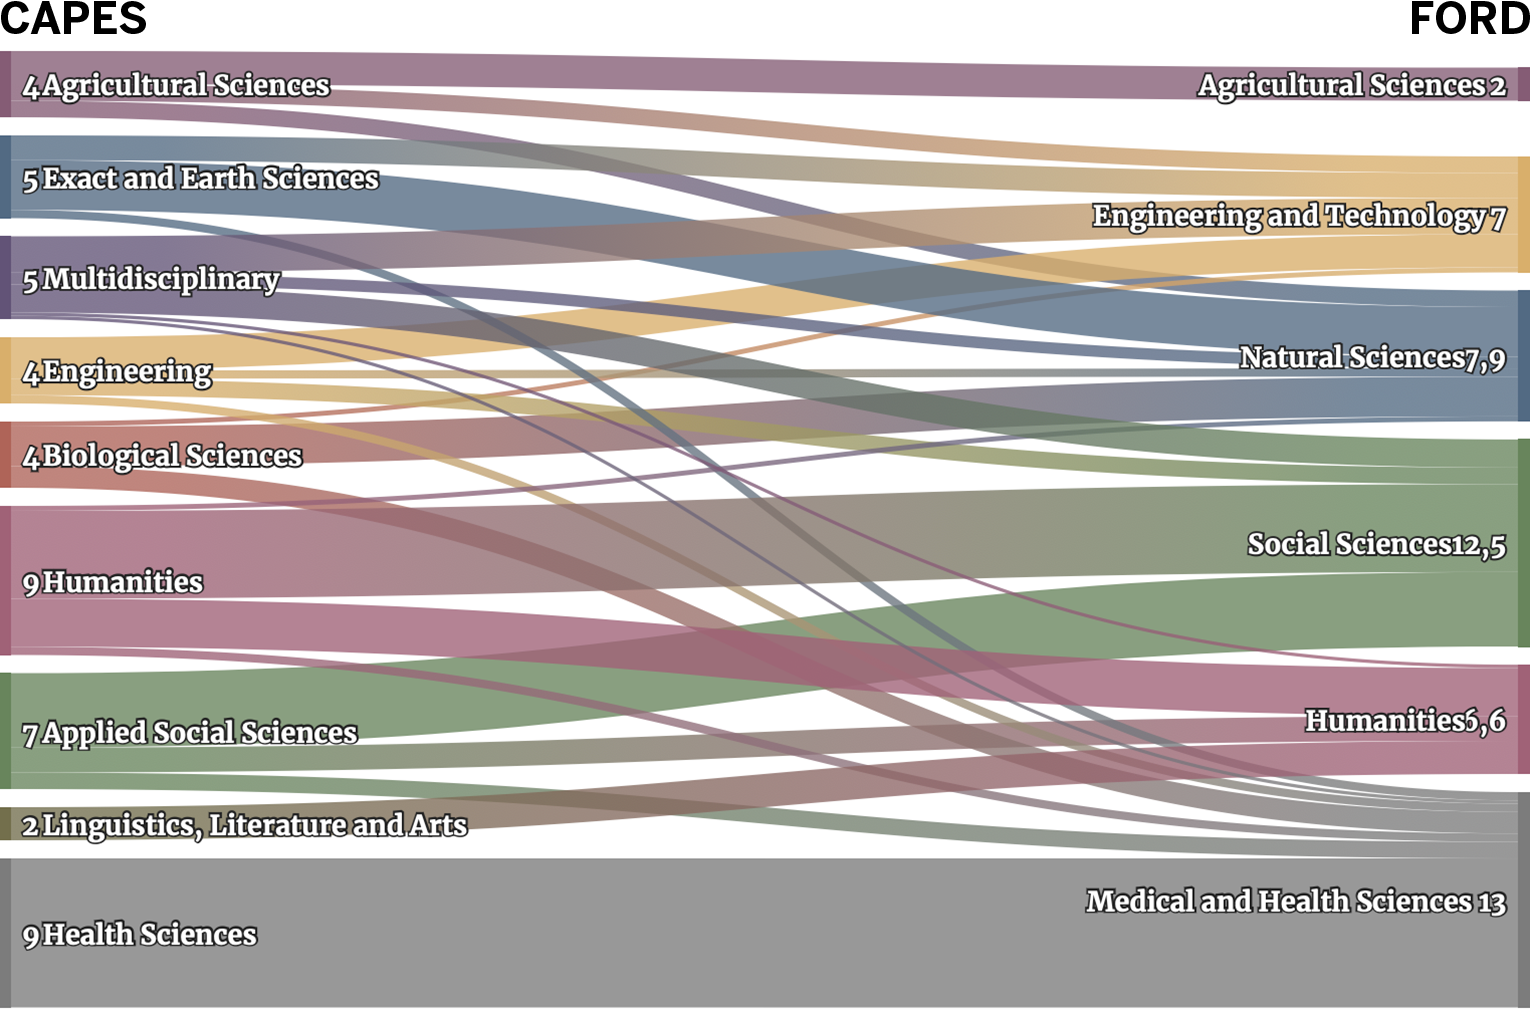 CAPES
FORD
4 Agricultural Sciences
5 Exact and Earth Sciences
5 Multidisciplinary
4 Engineering
4 Biological Sciences
9 Humanities
7 Applied Social Sciences
2 Linguistics, Literature and Arts
9 Health Sciences
Agricultural Sciences 2
Engineering and Technology 7
Natural Sciences 7,9
Social Sciences 12,5
Humanities 6,6
Medical and Health Sciences 13